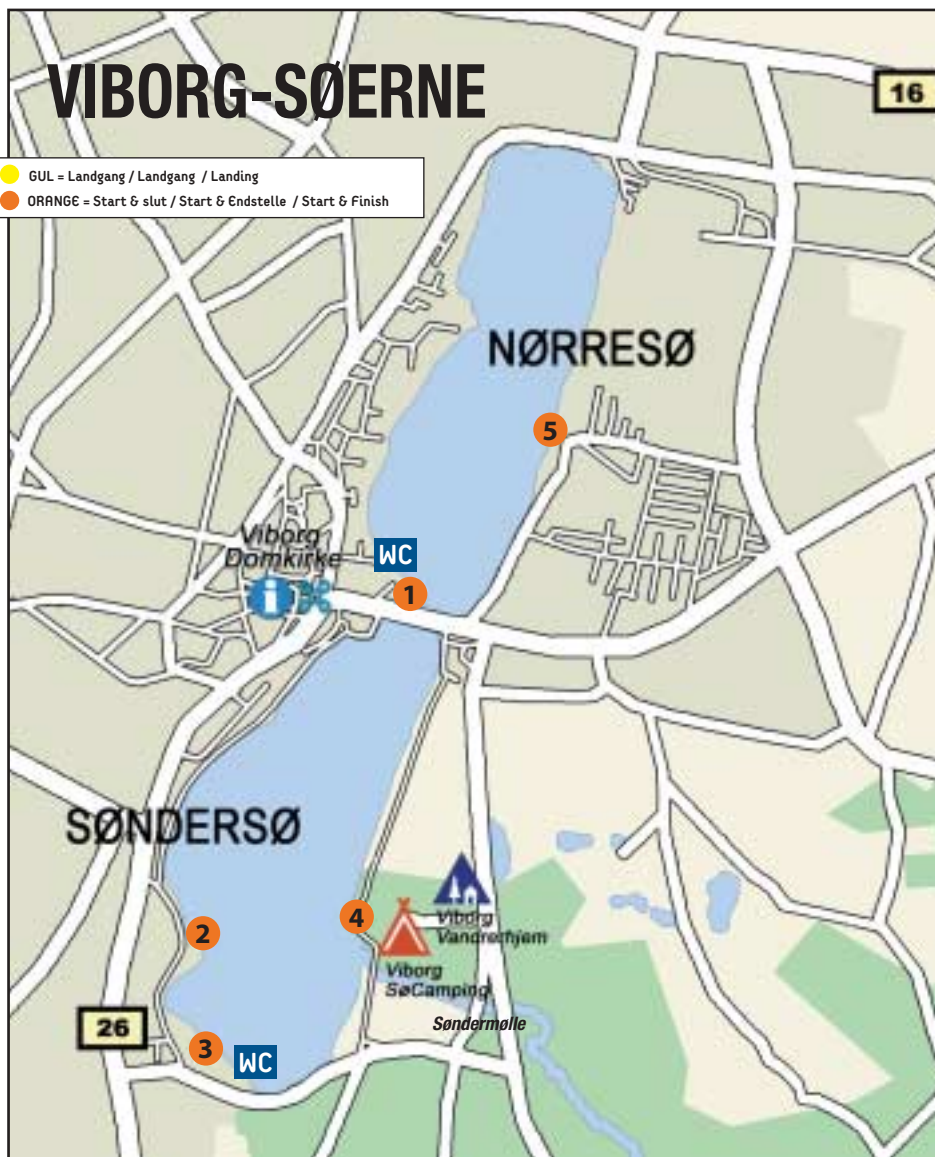 VIBORG-SØERNE
16
GUL = Landgang / Landgang / Landing
ORANGE = Start & slut / Start & Endstelle / Start & Finish
NØRRESØ
5
Viborg
Domkirke
WC
i
1
SØNDERSØ
2
4
Viborg
Vandrerhjem
Viborg
SøCamping
Søndermølle
26
3
WC